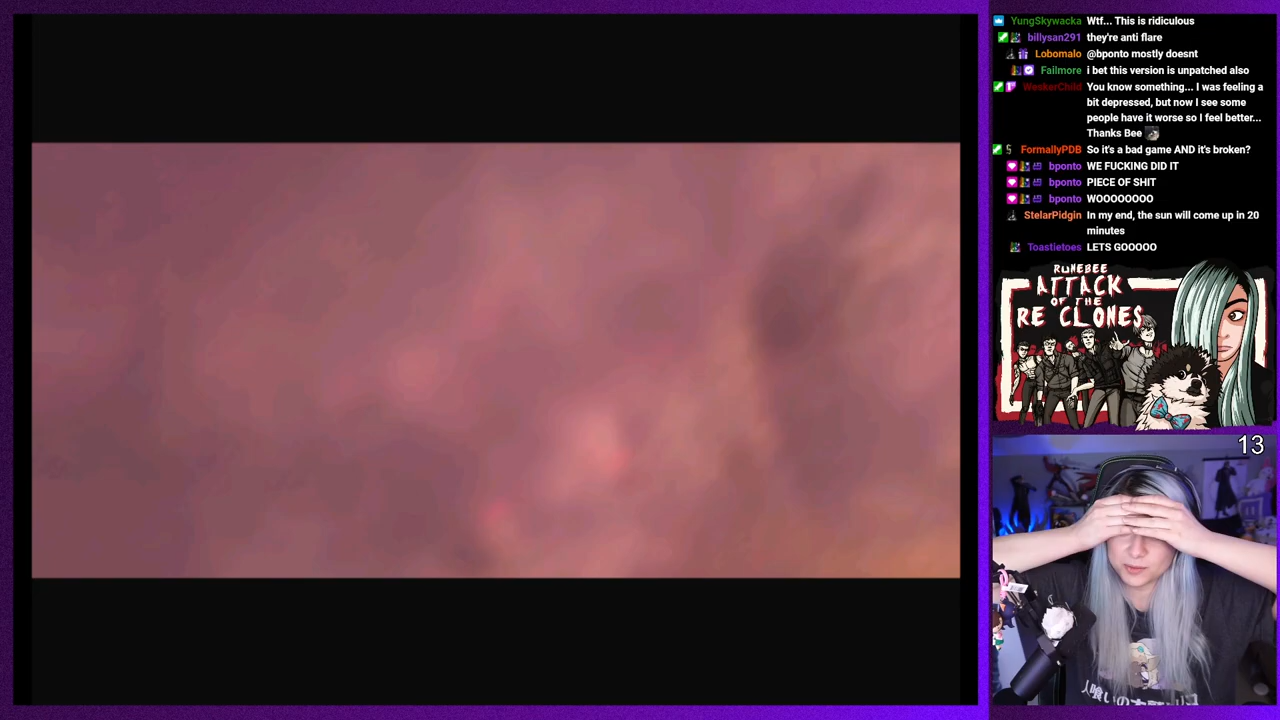 YungSkywacka Wtf... This is ridiculous
billysan291 they're anti flare
Lobomalo @bponto mostly doesnt
Failmore i bet this version is unpatched also
WeskerChild You know something... I was feeling a
bit depressed, but now I see some
people have it worse so I feel better...
Thanks Bee
FormallyPDB So it's a bad game AND it's broken?
bponto WE FUCKING DID IT
bponto PIECE OF SHIT
bponto WOOOOOOOO
StelarPidgin In my end, the sun will come up in 20
minutes
Toastietoes LETS GOOOOO
RUNEBEE
ATTACK
OF THE
RE CLONES
13